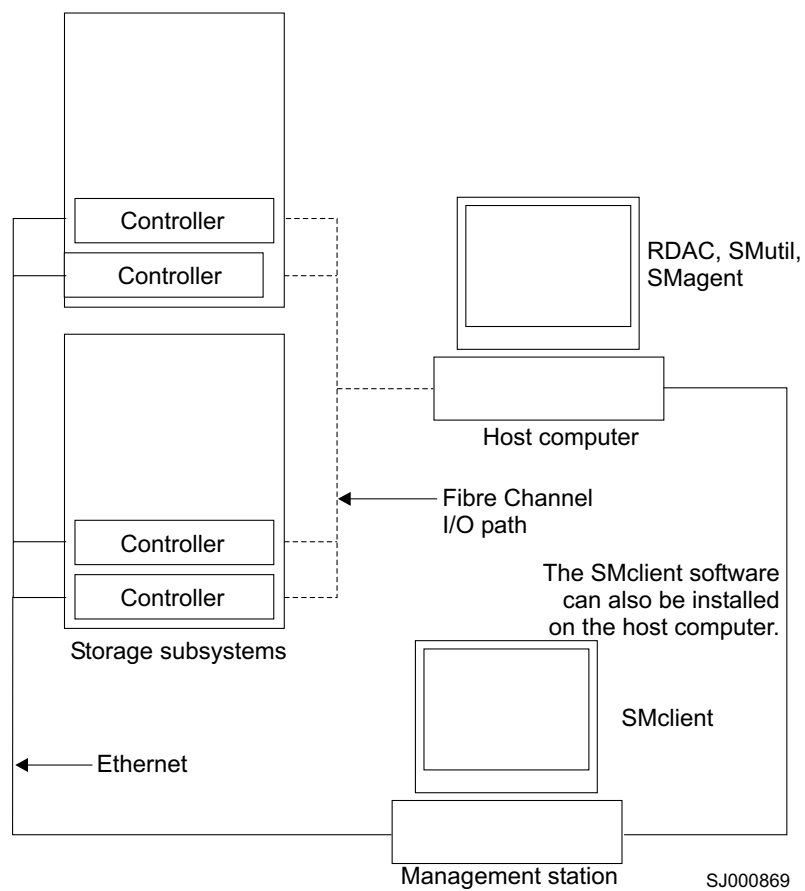 Controller
Controller
RDAC, SMutil,
SMagent
Host computer
Fibre Channel
I/O path
Controller
Controller
Storage subsystems
The SMclient software
can also be installed
on the host computer.
SMclient
Ethernet
Management station
SJ000869